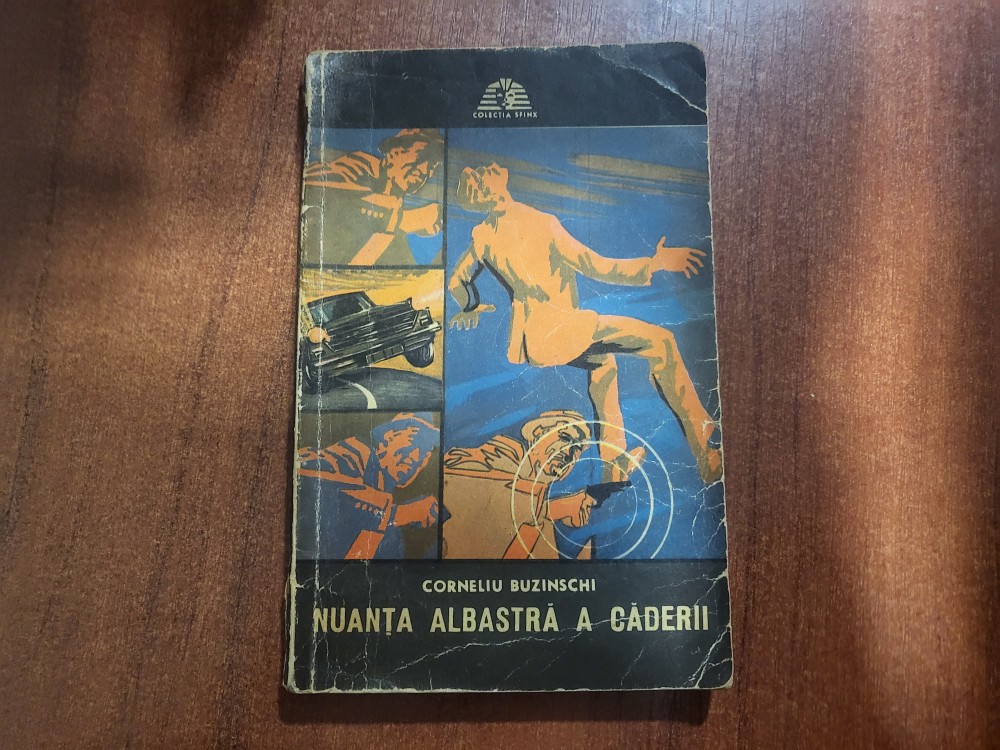 COLECȚIA SFINX
CORNELIU BUZINSCHI
NUANȚA ALBASTRĂ A CĂDERII